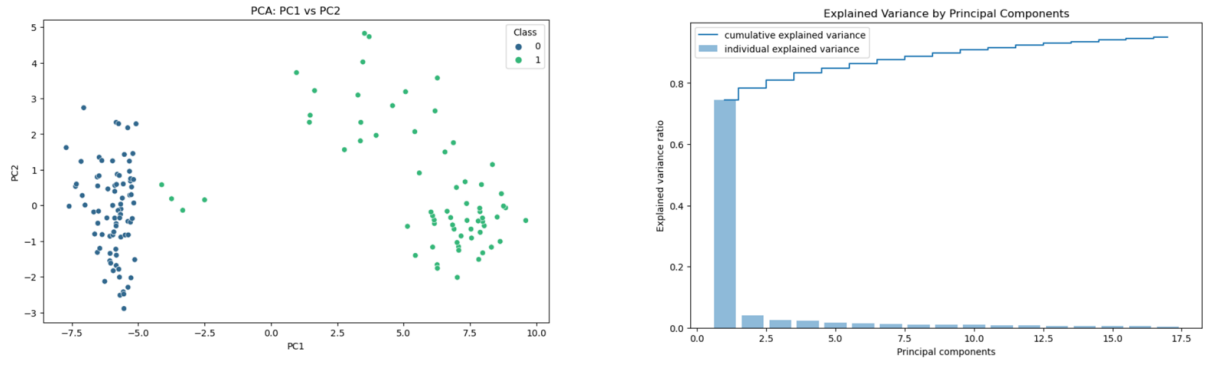 PCA: PC1 vs PC2
Class
0
1
5
4
3
2
1
0
−1
−2
−3
PC2
−7.5 −5.0 −2.5 0.0 2.5 5.0 7.5 10.0
PC1
Explained Variance by Principal Components
cumulative explained variance
individual explained variance
0.8
0.6
0.4
0.2
0.0
Explained variance ratio
0.0 2.5 5.0 7.5 10.0 12.5 15.0 17.5
Principal components